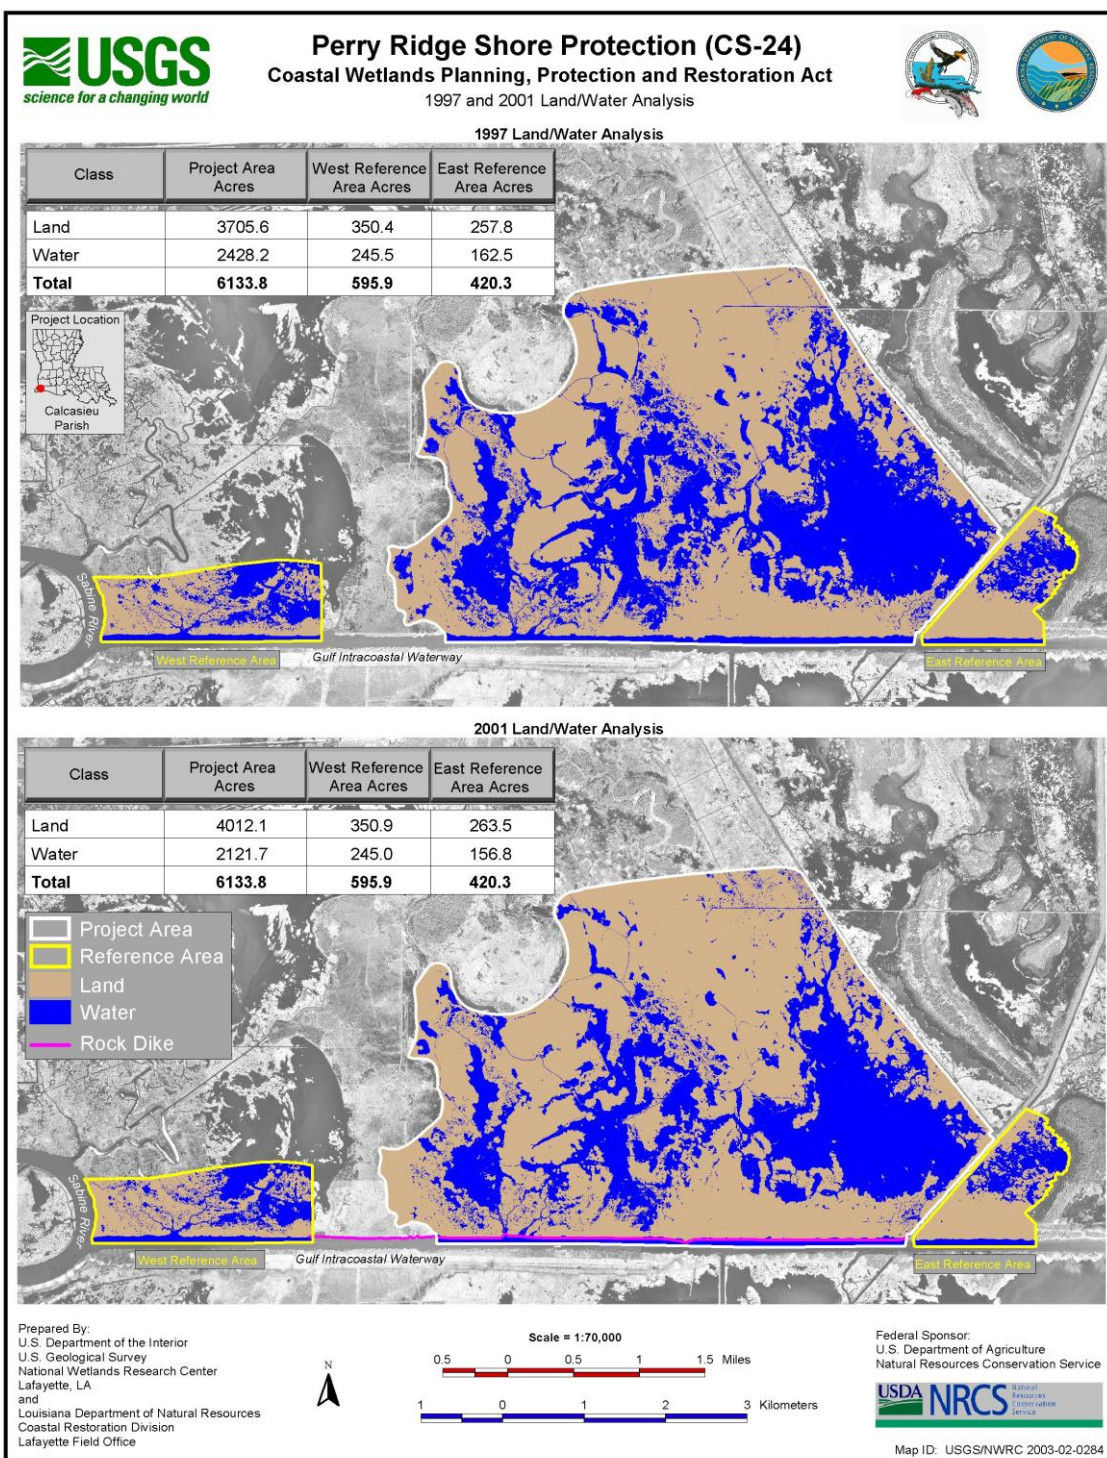 USGS
science for a changing world
Perry Ridge Shore Protection (CS-24)
Coastal Wetlands Planning, Protection and Restoration Act
1997 and 2001 Land/Water Analysis
1997 Land/Water Analysis
Class Project Area Acres West Reference Area Acres East Reference Area Acres
Land 3705.6 350.4 257.8
Water 2428.2 245.5 162.5
Total 6133.8 595.9 420.3
Project Location
Calcasieu
Parish
Sabine River
West Reference Area
Gulf Intracoastal Waterway
East Reference Area
2001 Land/Water Analysis
Class Project Area Acres West Reference Area Acres East Reference Area Acres
Land 4012.1 350.9 263.5
Water 2121.7 245.0 156.8
Total 6133.8 595.9 420.3
Project Area
Reference Area
Land
Water
Rock Dike
Sabine River
West Reference Area
Gulf Intracoastal Waterway
East Reference Area
Prepared By:
U.S. Department of the Interior
U.S. Geological Survey
National Wetlands Research Center
Lafayette, LA
and
Louisiana Department of Natural Resources
Coastal Restoration Division
Lafayette Field Office
N
Scale = 1:70,000
0.5 0 0.5 1 1.5 Miles
1 0 1 2 3 Kilometers
Federal Sponsor:
U.S. Department of Agriculture
Natural Resources Conservation Service
USDA NRCS
Natural
Resources
Conservation
Service
Map ID: USGS/NWRC 2003-02-0284